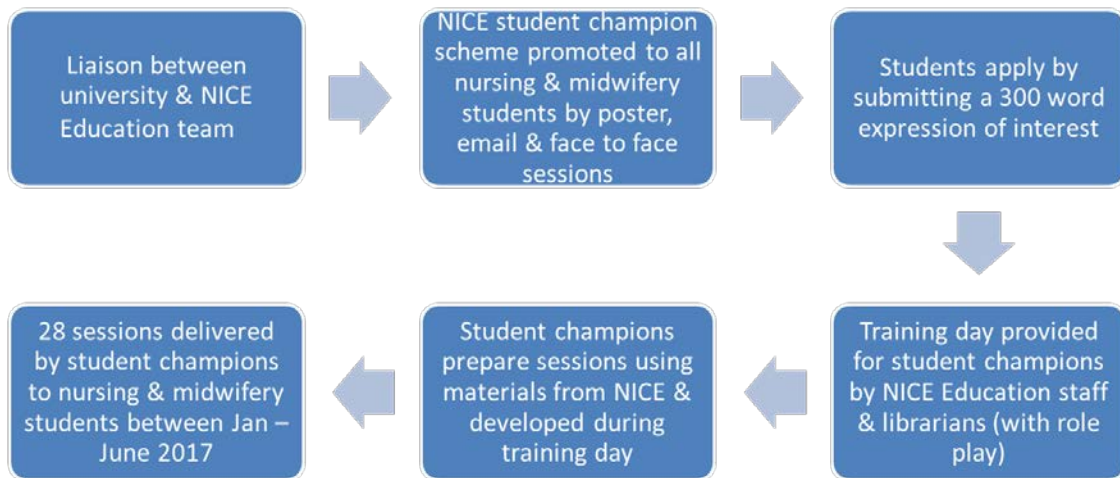 Liaison between
university & NICE
Education team
NICE student champion
scheme promoted to all
nursing & midwifery
students by poster,
email & face to face
sessions
Students apply by
submitting a 300 word
expression of interest
Training day provided
for student champions
by NICE Education staff
& librarians (with role
play)
Student champions
prepare sessions using
materials from NICE &
developed during
training day
28 sessions delivered
by student champions
to nursing & midwifery
students between Jan –
June 2017